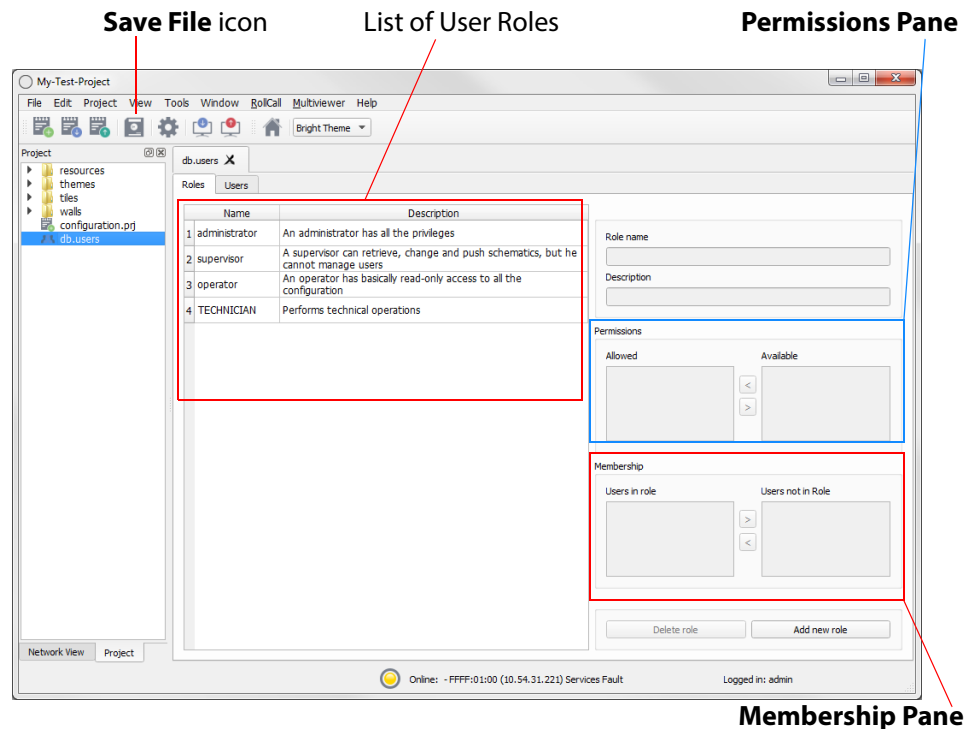 Save File icon
List of User Roles
Permissions Pane
My-Test-Project
File Edit Project View Tools Window RollCall Multiviewer Help
Bright Theme
Project
resources
themes
tiles
walls
configuration.prj
db.users
db.users
Roles Users
Name Description
1 administrator An administrator has all the privileges
2 supervisor A supervisor can retrieve, change and push schematics, but he
cannot manage users
3 operator An operator has basically read-only access to all the
configuration
4 TECHNICIAN Performs technical operations
Role name
Description
Permissions
Allowed Available
<
>
Membership
Users in role Users not in Role
>
<
Delete role Add new role
Network View Project
Online: - FFFF:01:00 (10.54.31.221) Services Fault Logged in: admin
Membership Pane